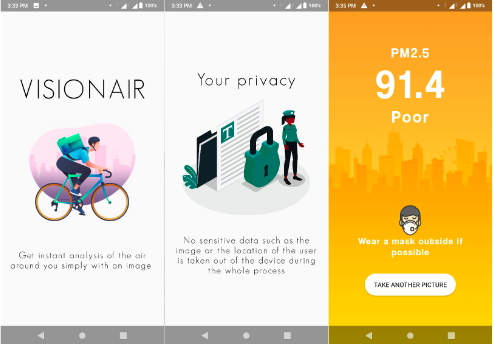 3:33 PM
100%
VISIONAIR
Get instant analysis of the air
around you simply with an image
3:33 PM
100%
Your privacy
T
No sensitive data such as the
image or the location of the user
is taken out of the device during
the whole process
3:35 PM
100%
PM2.5
91.4
Poor
Wear a mask outside if
possible
TAKE ANOTHER PICTURE